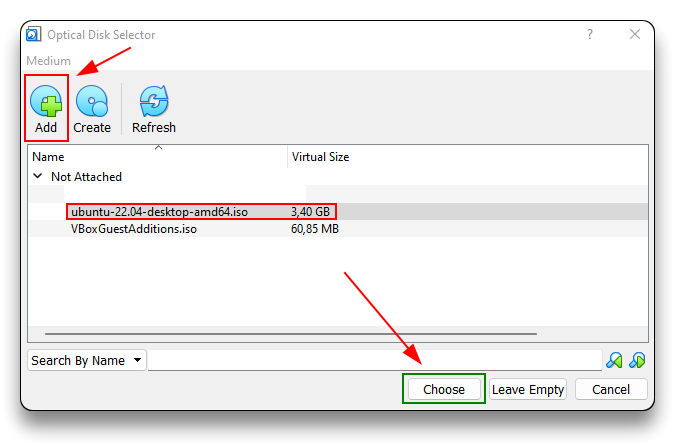 Optical Disk Selector ?
Medium
Add Create Refresh
Name Virtual Size
Not Attached
ubuntu-22.04-desktop-amd64.iso 3,40 GB
VBoxGuestAdditions.iso 60,85 MB
Search By Name
Choose Leave Empty Cancel